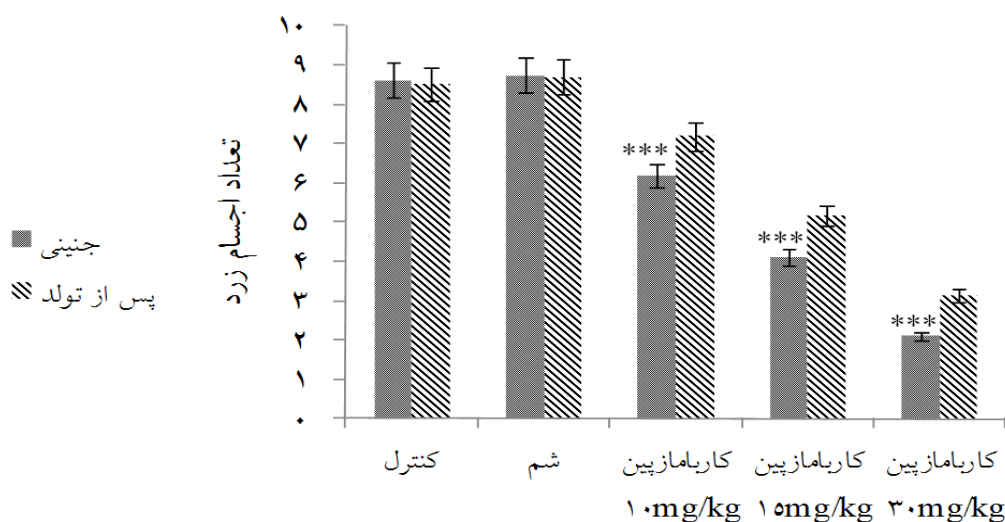 ۱۰
۹
۸
۷
۶
۵
۴
۳
۲
۱
۰
تعداد اجسام زرد
جنینی
پس از تولد
***
***
***
کنترل
شم
کاربامازپین
۱۰mg/kg
کاربامازپین
۱۵mg/kg
کاربامازپین
۳۰mg/kg